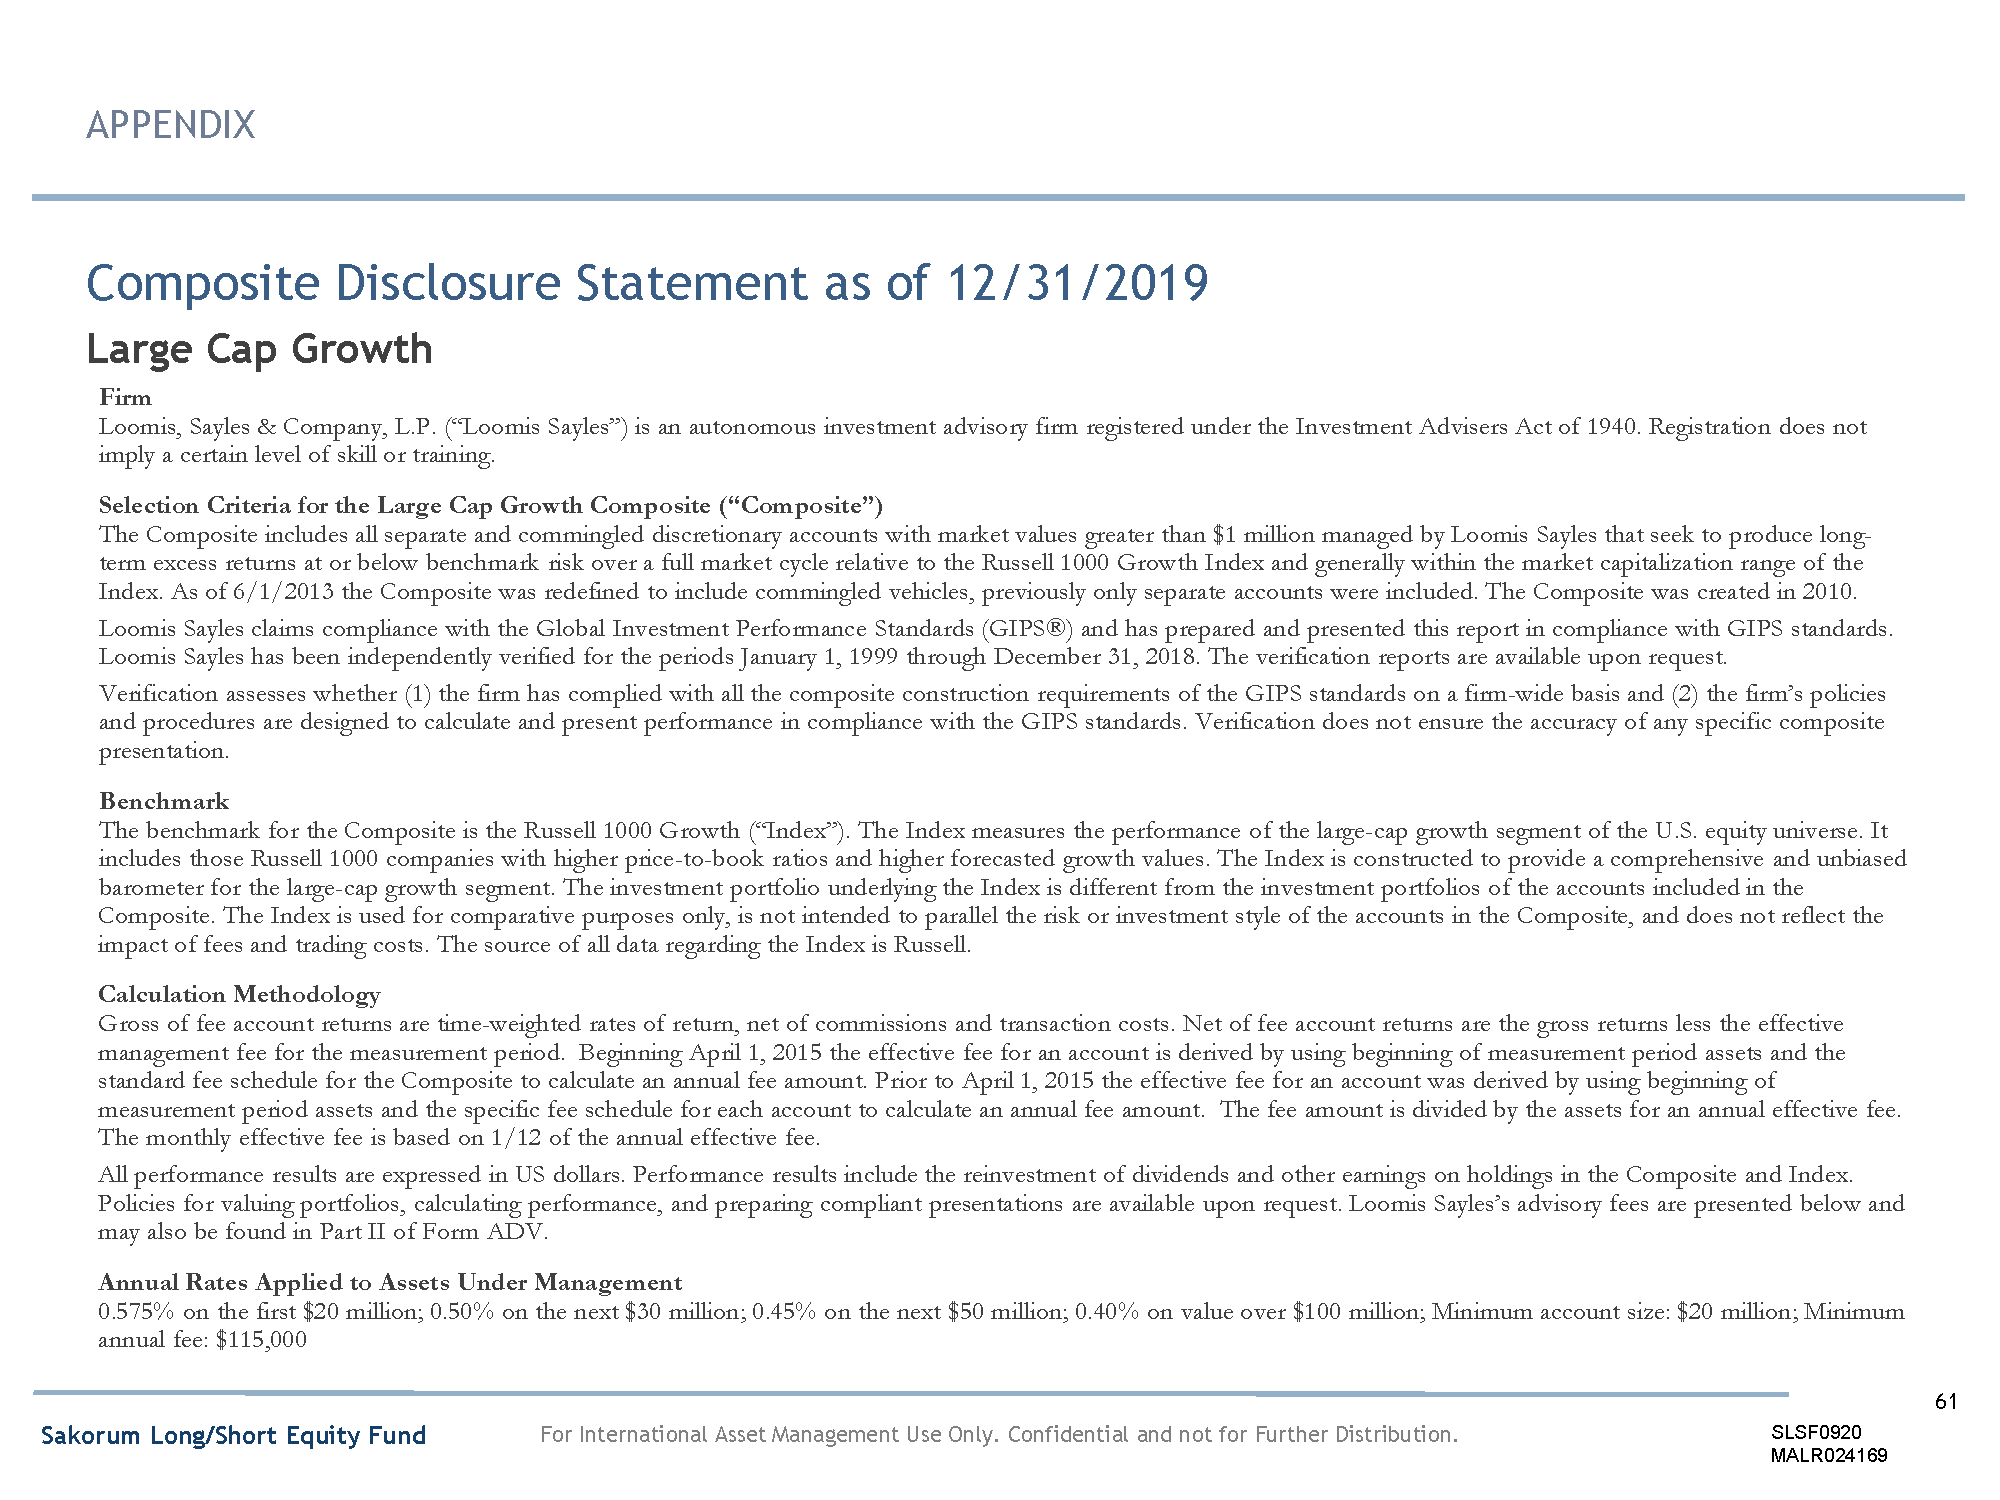 APPENDIX
Composite Disclosure Statement as of 12/31/2019
Large Cap Growth
Firm
Loomis, Sayles & Company, L.P. (“Loomis Sayles”) is an autonomous investment advisory firm registered under the Investment Advisers Act of 1940. Registration does not
imply a certain level of skill or training.
Selection Criteria for the Large Cap Growth Composite (“Composite”)
The Composite includes all separate and commingled discretionary accounts with market values greater than $1 million managed by Loomis Sayles that seek to produce long-
term excess returns at or below benchmark risk over a full market cycle relative to the Russell 1000 Growth Index and generally within the market capitalization range of the
Index. As of 6/1/2013 the Composite was redefined to include commingled vehicles, previously only separate accounts were included. The Composite was created in 2010.
Loomis Sayles claims compliance with the Global Investment Performance Standards (GIPS®) and has prepared and presented this report in compliance with GIPS standards.
Loomis Sayles has been independently verified for the periods January 1, 1999 through December 31, 2018. The verification reports are available upon request.
Verification assesses whether (1) the firm has complied with all the composite construction requirements of the GIPS standards on a firm-wide basis and (2) the firm’s policies
and procedures are designed to calculate and present performance in compliance with the GIPS standards. Verification does not ensure the accuracy of any specific composite
presentation.
Benchmark
The benchmark for the Composite is the Russell 1000 Growth (“Index”). The Index measures the performance of the large-cap growth segment of the U.S. equity universe. It
includes those Russell 1000 companies with higher price-to-book ratios and higher forecasted growth values. The Index is constructed to provide a comprehensive and unbiased
barometer for the large-cap growth segment. The investment portfolio underlying the Index is different from the investment portfolios of the accounts included in the
Composite. The Index is used for comparative purposes only, is not intended to parallel the risk or investment style of the accounts in the Composite, and does not reflect the
impact of fees and trading costs. The source of all data regarding the Index is Russell.
Calculation Methodology
Gross of fee account returns are time-weighted rates of return, net of commissions and transaction costs. Net of fee account returns are the gross returns less the effective
management fee for the measurement period. Beginning April 1, 2015 the effective fee for an account is derived by using beginning of measurement period assets and the
standard fee schedule for the Composite to calculate an annual fee amount. Prior to April 1, 2015 the effective fee for an account was derived by using beginning of
measurement period assets and the specific fee schedule for each account to calculate an annual fee amount. The fee amount is divided by the assets for an annual effective fee.
The monthly effective fee is based on 1/12 of the annual effective fee.
All performance results are expressed in US dollars. Performance results include the reinvestment of dividends and other earnings on holdings in the Composite and Index.
Policies for valuing portfolios, calculating performance, and preparing compliant presentations are available upon request. Loomis Sayles’s advisory fees are presented below and
may also be found in Part II of Form ADV.
Annual Rates Applied to Assets Under Management
0.575% on the first $20 million; 0.50% on the next $30 million; 0.45% on the next $50 million; 0.40% on value over $100 million; Minimum account size: $20 million; Minimum
annual fee: $115,000
61
Sakorum Long/Short Equity Fund
For International Asset Management Use Only. Confidential and not for Further Distribution.
SLSF0920
MALR024169